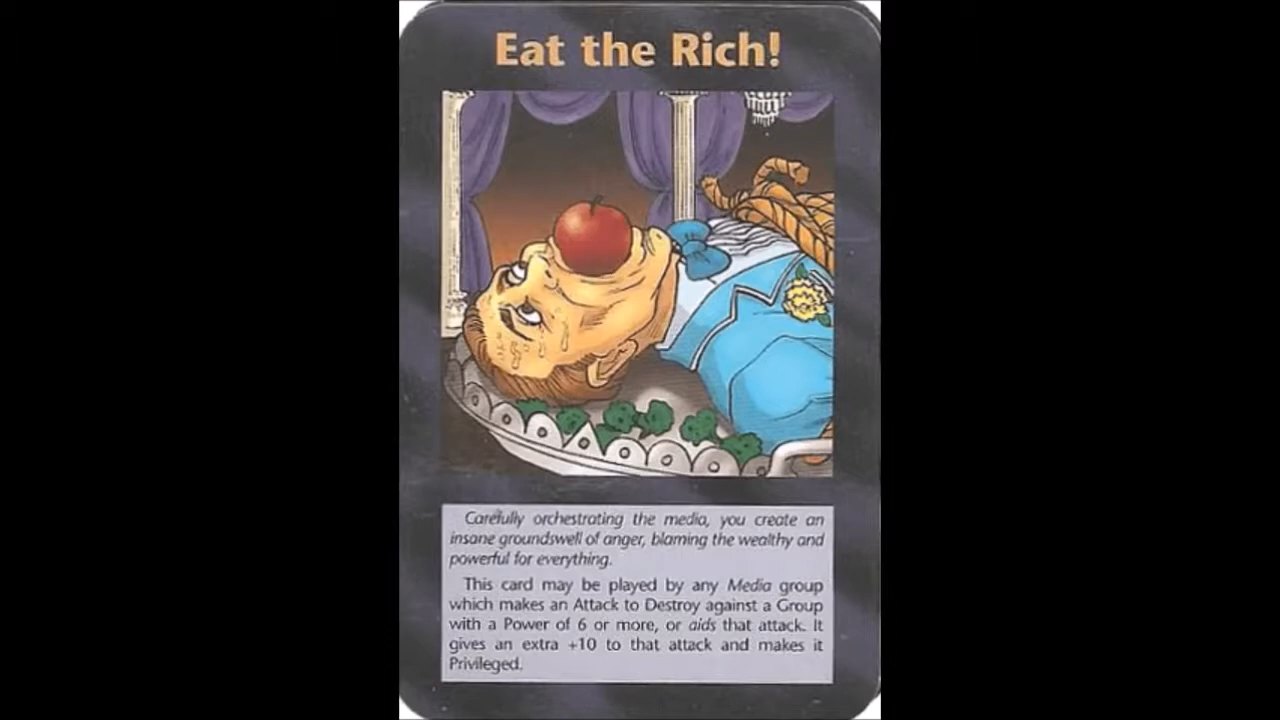 Eat the Rich!
Carefully orchestrating the media, you create an
insane groundswell of anger, blaming the wealthy and
powerful for everything.
This card may be played by any Media group
which makes an Attack to Destroy against a Group
with a Power of 6 or more, or aids that attack. It
gives an extra +10 to that attack and makes it
Privileged.